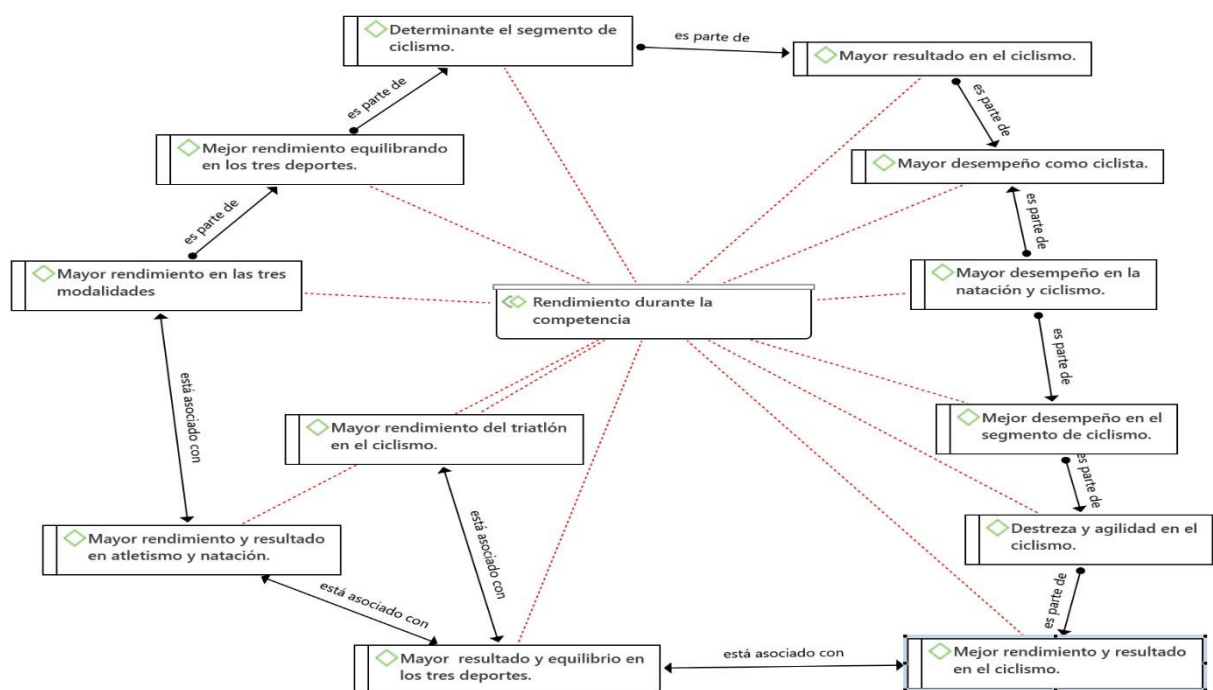 Determinante el segmento de
ciclismo.
es parte de
Mayor resultado en el ciclismo.
es parte de
es parte de
Mejor rendimiento equilibrando
en los tres deportes.
Mayor desempeño como ciclista.
es parte de
es parte de
Mayor rendimiento en las tres
modalidades
Mayor desempeño en la
natación y ciclismo.
Rendimiento durante la
competencia
es parte de
está asociado con
Mayor rendimiento del triatlón
en el ciclismo.
Mejor desempeño en el
segmento de ciclismo.
es parte de
está asociado con
Mayor rendimiento y resultado
en atletismo y natación.
Destreza y agilidad en el
ciclismo.
está asociado con
es parte de
Mayor resultado y equilibrio en
los tres deportes.
está asociado con
Mejor rendimiento y resultado
en el ciclismo.